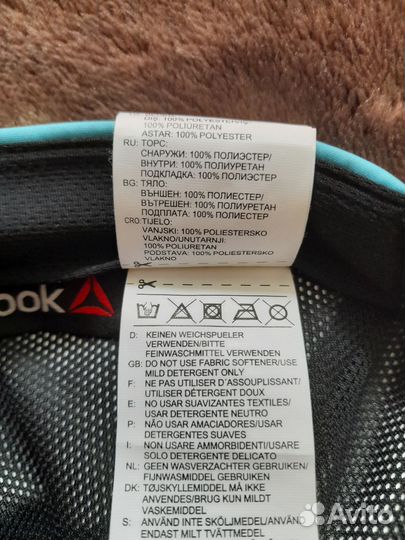 DIŞ: 100% POLYESTER/İÇ:
100% POLIURETAN
ASTAR: 100% POLYESTER
RU: ТОРС:
СНАРУЖИ: 100% ПОЛИЭСТЕР/
ВНУТРИ: 100% ПОЛИУРЕТАН
ПОДКЛАДКА: 100% ПОЛИЭСТЕР
BG: ТЯЛО:
ВЪНШЕН: 100% ПОЛИЕСТЕР/
ВЪТРЕШЕН: 100% ПОЛИУРЕТАН
ПОДПЛАТА: 100% ПОЛИЕСТЕР
CRO:TIJELO:
VANJSKI: 100% POLIESTERSKO
VLAKNO/UNUTARNJI:
100% POLIURETAN
PODSTAVA: 100% POLIESTERSKO
VLAKNO
ook
D: KEINEN WEICHSPUELER
VERWENDEN/BITTE
FEINWASCHMITTEL VERWENDEN
GB: DO NOT USE FABRIC SOFTENER/USE
MILD DETERGENT ONLY
F: NE PAS UTILISER D'ASSOUPLISSANT/
UTILISER DÉTERGENT DOUX
E: NO USAR SUAVIZANTES TEXTILES/
USAR DETERGENTE NEUTRO
P: NÃO USAR AMACIADORES/USAR
DETERGENTES SUAVES
I: NON USARE AMMORBIDENTI/USARE
SOLO DETERGENTE DELICATO
NL: GEEN WASVERZACHTER GEBRUIKEN/
FIJNWASMIDDEL GEBRUIKEN
DK: TØJSKYLLEMIDDEL MÅ IKKE
ANVENDES/BRUG KUN MILDT
VASKEMIDDEL
S: ANVÄND INTE SKÖLJMEDEL/ANVÄND
ENDAST MILT TVÄTTMEDEL
Avito